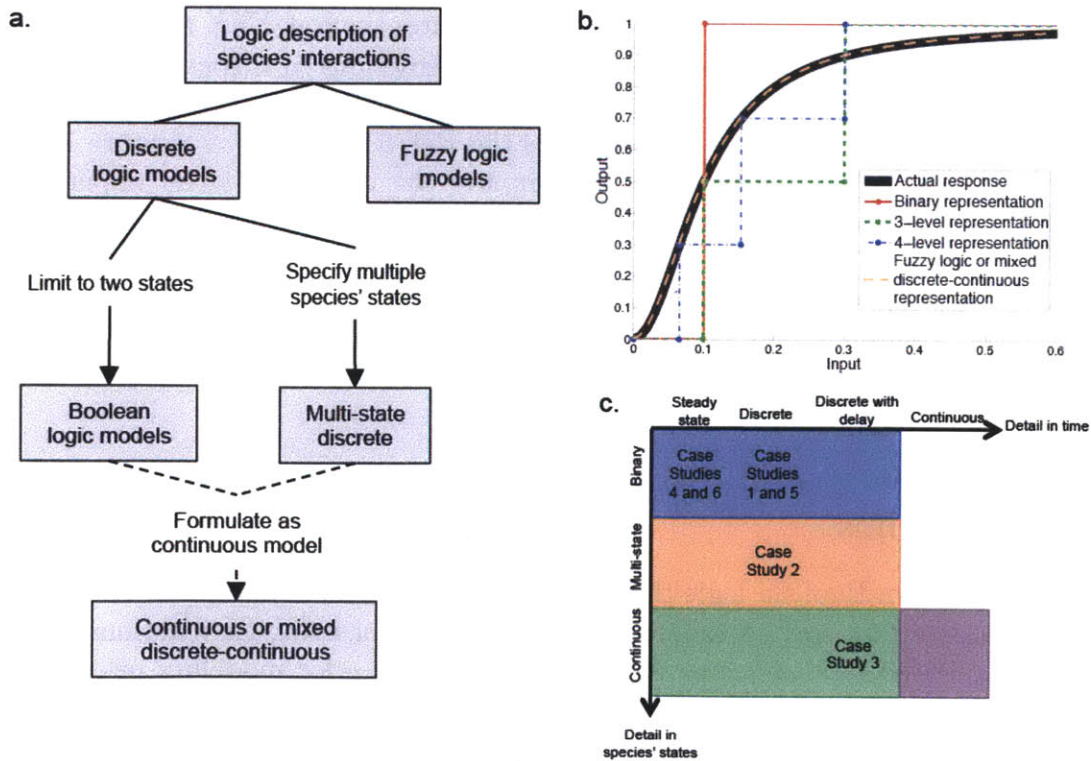 a.
Logic description of
species' interactions
Discrete
logic models
Fuzzy logic
models
Limit to two states
Specify multiple
species' states
Boolean
logic models
Multi-state
discrete
Formulate as
continuous model
Continuous or mixed
discrete-continuous
b.
Output
1
0.9
0.8
0.7
0.6
0.5
0.4
0.3
0.2
0.1
0
0
0.1
0.2
0.3
0.4
0.5
0.6
Input
Actual response
Binary representation
3-level representation
4-level representation
Fuzzy logic or mixed
discrete-continuous
representation
c.
Steady
state
Discrete
Discrete with
delay
Continuous
Detail in time
Binary
Case
Studies
4 and 6
Case
Studies
1 and 5
Multi-state
Case
Study 2
Continuous
Case
Study 3
Detail in
species' states